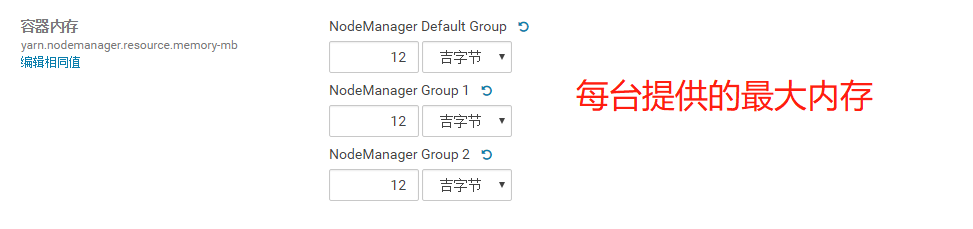 容器内存
yarn.nodemanager.resource.memory-mb
编辑相同值
NodeManager Default Group
12 吉字节
NodeManager Group 1
12 吉字节
NodeManager Group 2
12 吉字节
每台提供的最大内存